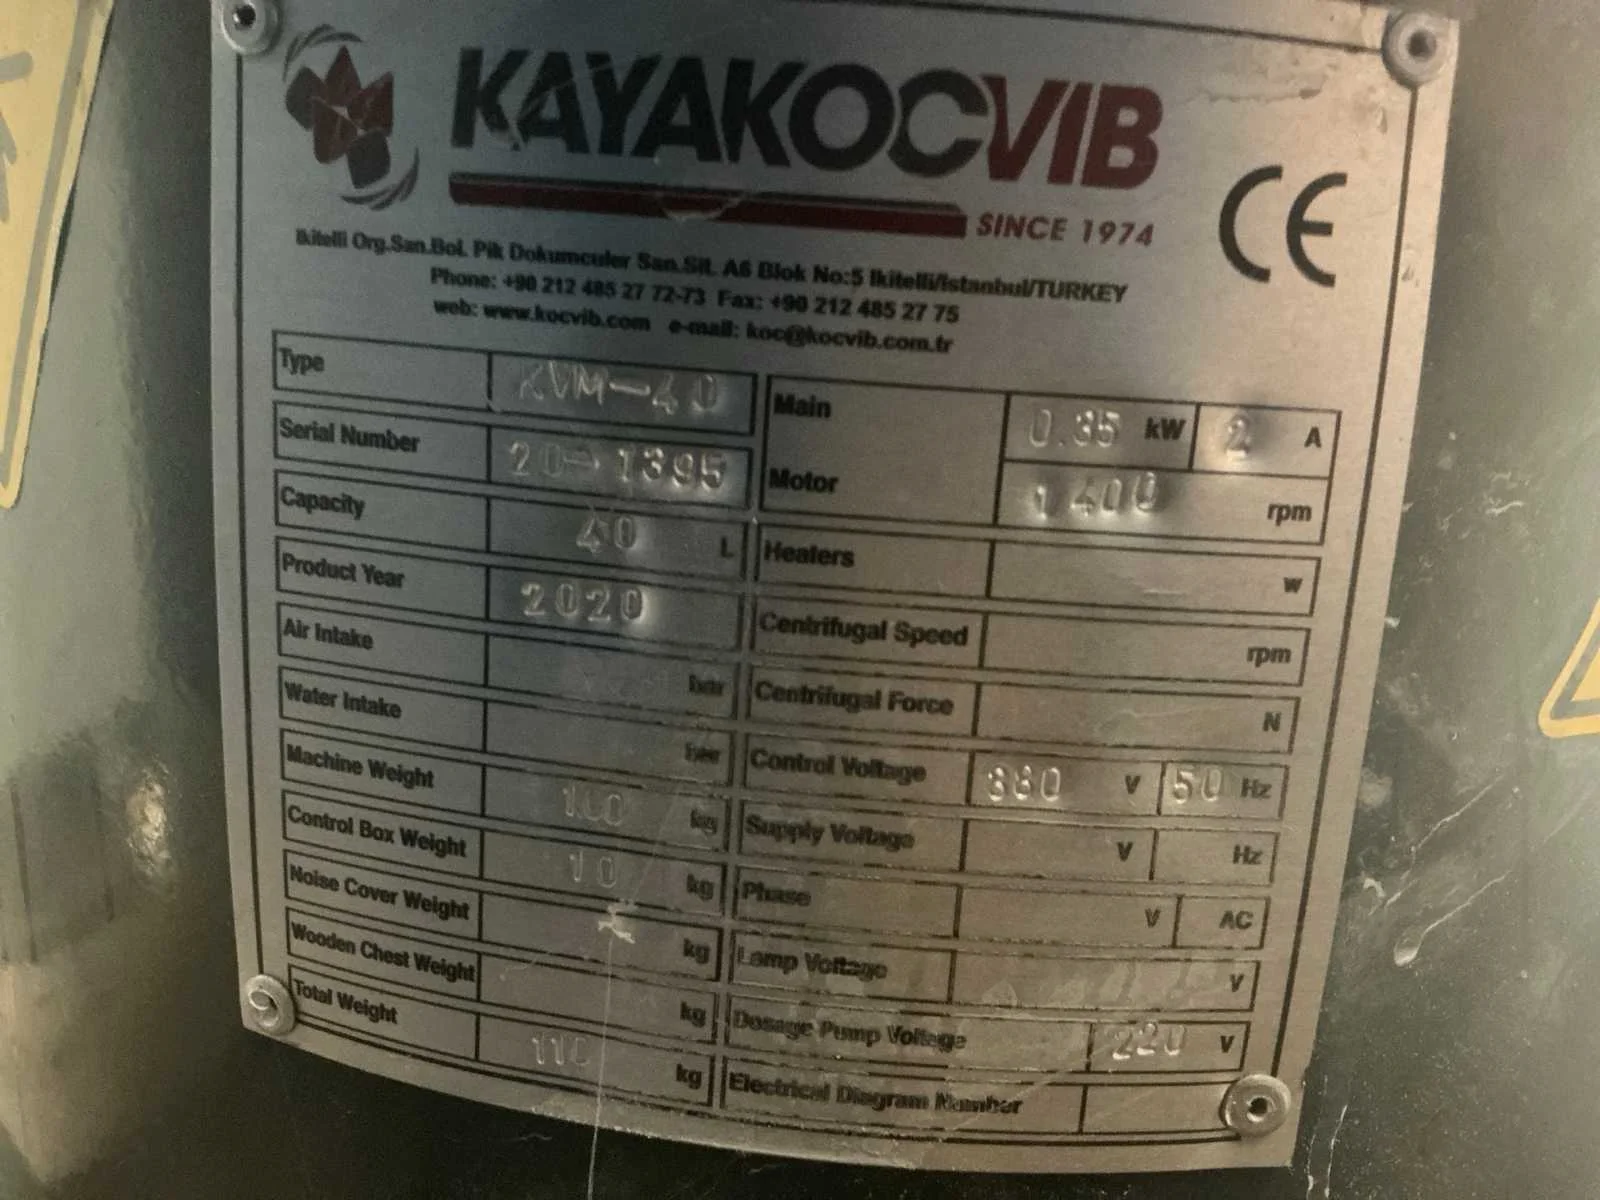 KAYAKOCVIB
SINCE 1974
CE
Ikitelli Org.San.Bol. Pik Dokumculer San.Sit. A6 Blok No:5 Ikitelli/Istanbul/TURKEY
Phone: +90 212 485 27 72-73 Fax: +90 212 485 27 75
web: www.kocvib.com e-mail: koc@kocvib.com.tr
Type KVM-40
Serial Number 20-1395
Capacity 40 L
Product Year 2020
Air Intake bar
Water Intake bar
Machine Weight 100 kg
Control Box Weight 10 kg
Noise Cover Weight kg
Wooden Chest Weight kg
Total Weight 110 kg
Main Motor 0.35 kW 2 A
1400 rpm
Heaters w
Centrifugal Speed rpm
Centrifugal Force N
Control Voltage 380 V 50 Hz
Supply Voltage V Hz
Phase V AC
Lamp Voltage V
Dosage Pump Voltage 220 V
Electrical Diagram Number